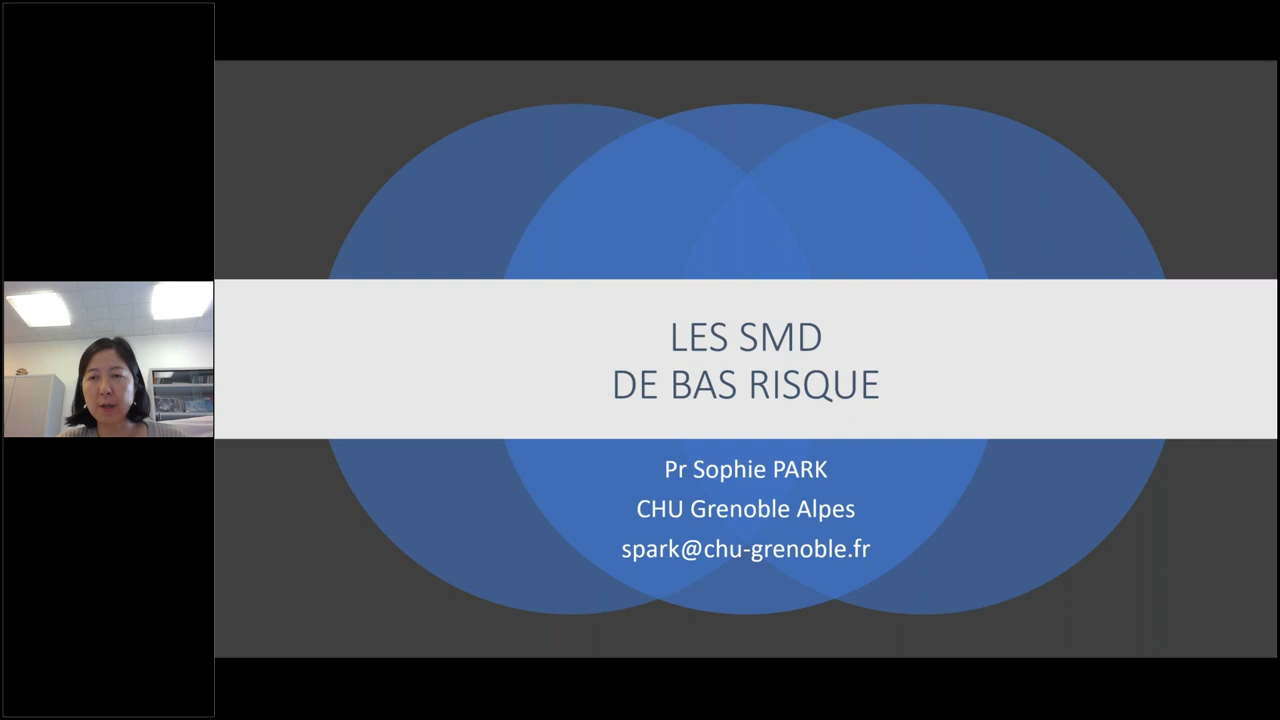 LES SMD
DE BAS RISQUE
Pr Sophie PARK
CHU Grenoble Alpes
spark@chu-grenoble.fr